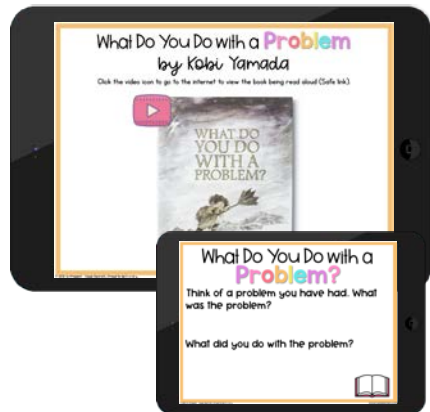 What Do You Do with a Problem
by Kobi Yamada
Click the video icon to go to the internet to view the book being read aloud (Safe link)
WHAT DO
YOU DO
WITH A
PROBLEM?
What Do You Do with a
Problem?
Think of a problem you have had. What
was the problem?
What did you do with the problem?